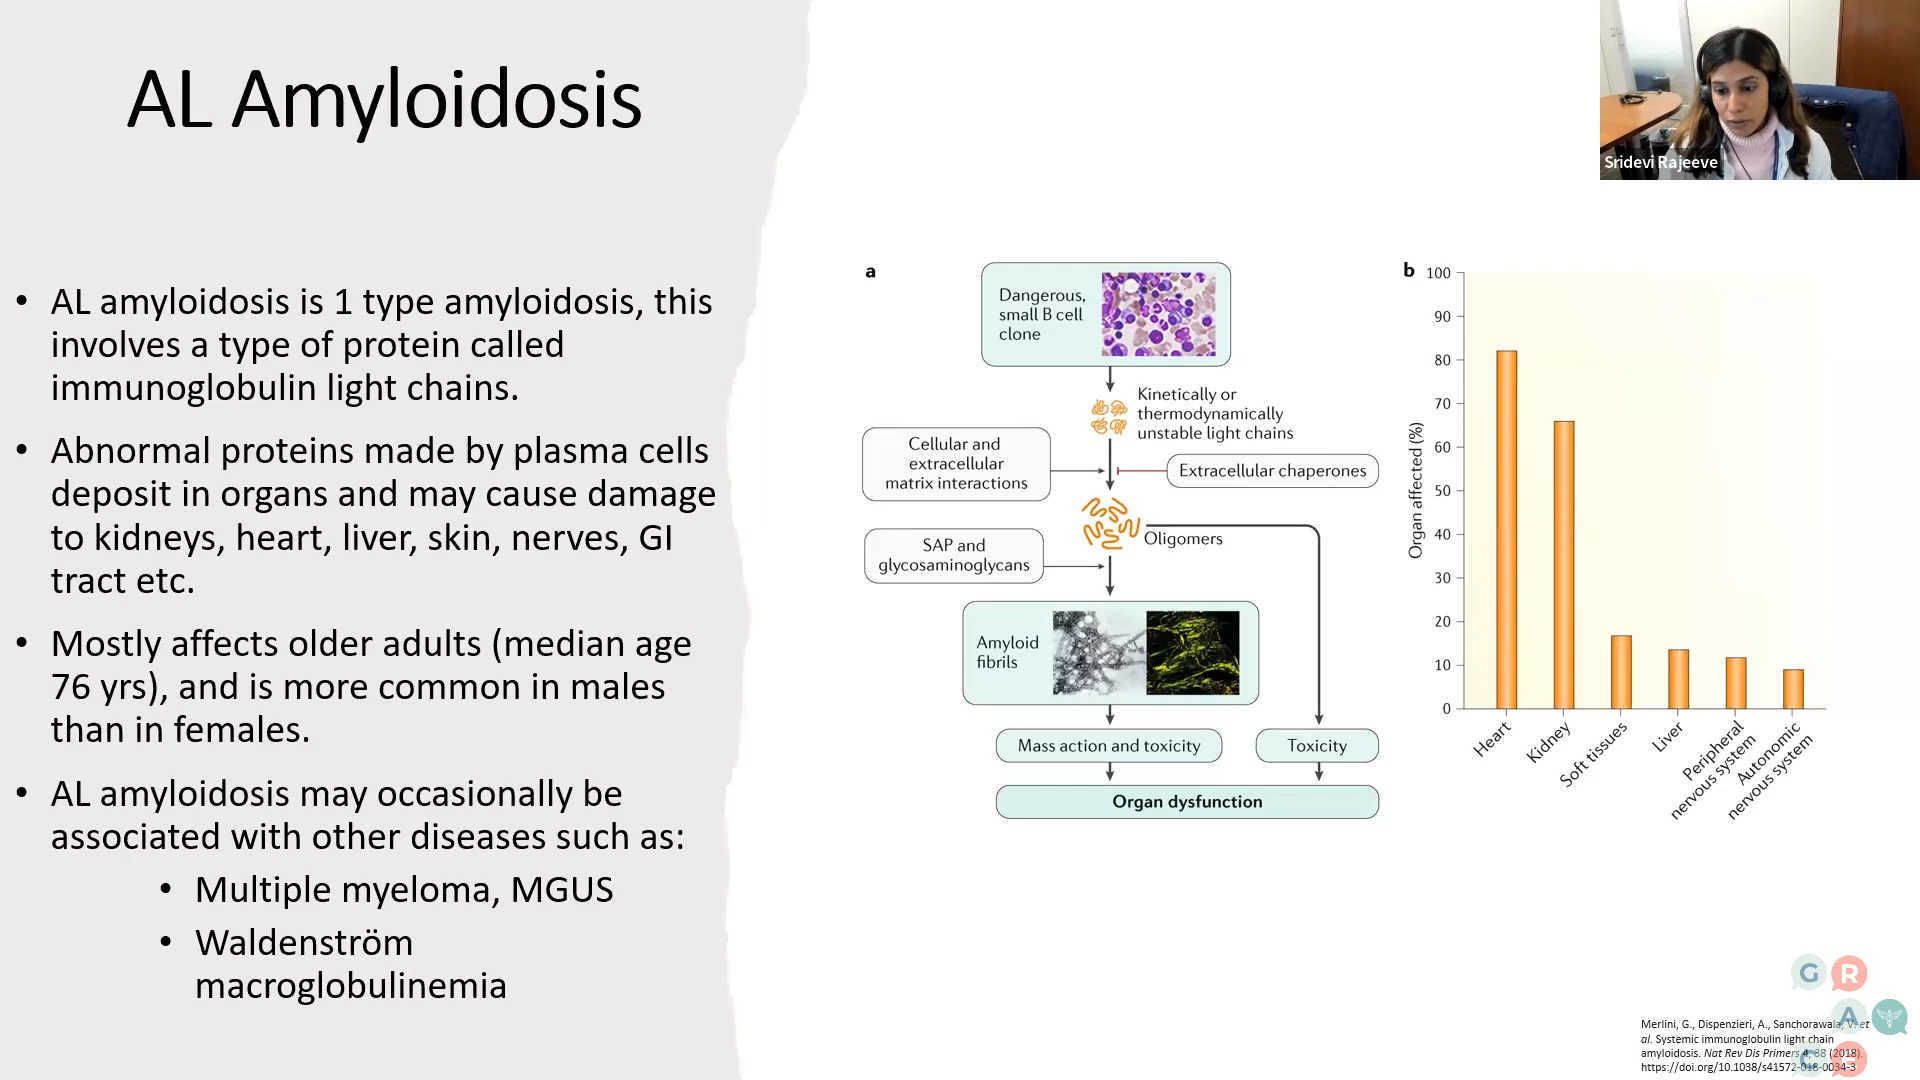 AL Amyloidosis
• AL amyloidosis is 1 type amyloidosis, this
involves a type of protein called
immunoglobulin light chains.
• Abnormal proteins made by plasma cells
deposit in organs and may cause damage
to kidneys, heart, liver, skin, nerves, GI
tract etc.
• Mostly affects older adults (median age
76 yrs), and is more common in males
than in females.
• AL amyloidosis may occasionally be
associated with other diseases such as:
• Multiple myeloma, MGUS
• Waldenström
macroglobulinemia
Sridevi Rajeeve
a
Dangerous,
small B cell
clone
Kinetically or
thermodynamically
unstable light chains
Cellular and
extracellular
matrix interactions
Extracellular chaperones
Oligomers
SAP and
glycosaminoglycans
Amyloid
fibrils
Mass action and toxicity
Toxicity
Organ dysfunction
b
Organ affected (%)
100
90
80
70
60
50
40
30
20
10
0
Heart
Kidney
Soft tissues
Liver
Peripheral
nervous system
Autonomic
nervous system
G R
A
C E
Merlini, G., Dispenzieri, A., Sanchorawala, V. et
al. Systemic immunoglobulin light chain
amyloidosis. Nat Rev Dis Primers 4, 38 (2018).
https://doi.org/10.1038/s41572-018-0034-3